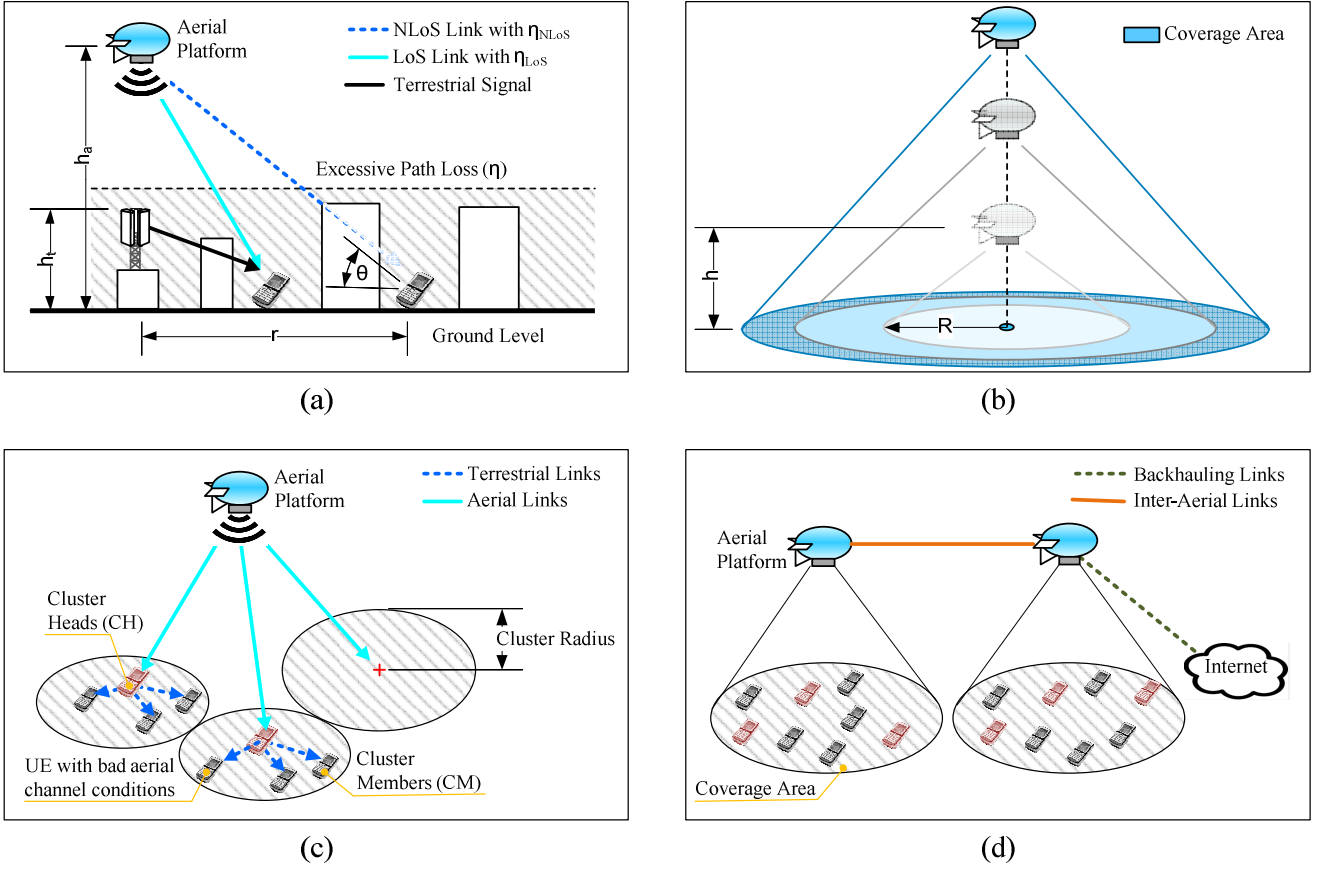 Aerial
Platform
NLoS Link with ηNLoS
LoS Link with ηLoS
Terrestrial Signal
ha
Excessive Path Loss (η)
ht
θ
r
Ground Level
(a)
Coverage Area
h
R
(b)
Aerial
Platform
Terrestrial Links
Aerial Links
Cluster
Heads (CH)
Cluster Radius
UE with bad aerial
channel conditions
Cluster
Members (CM)
(c)
Backhauling Links
Inter-Aerial Links
Aerial
Platform
Internet
Coverage Area
(d)